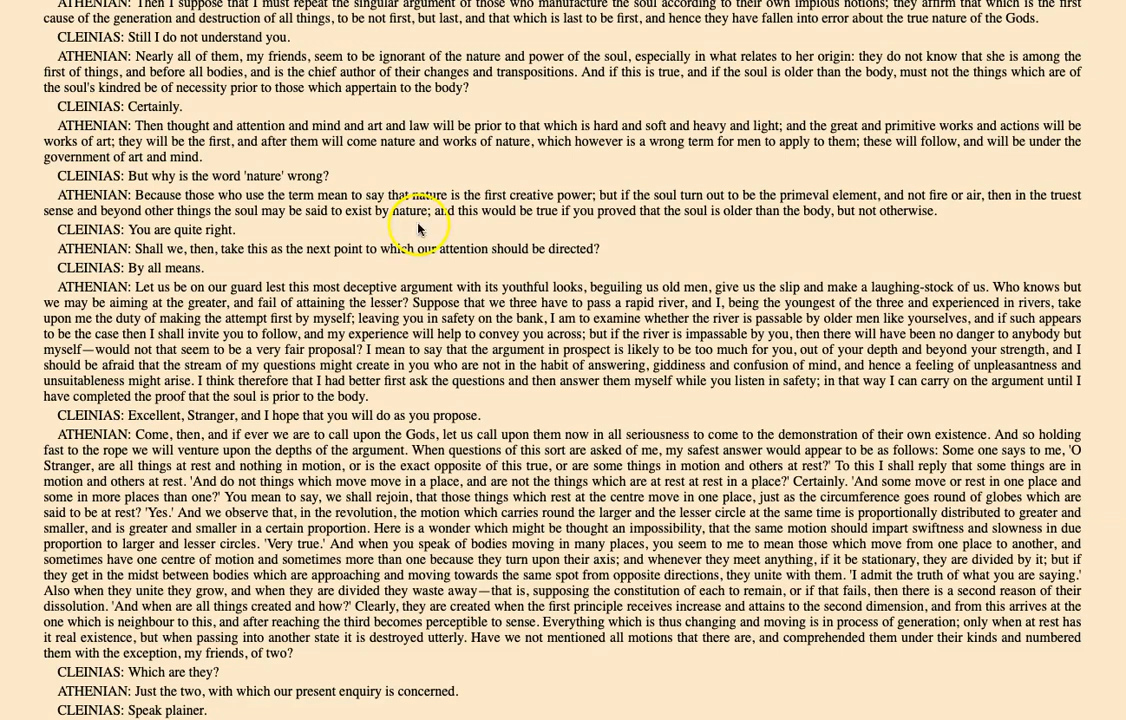 ATHENIAN: Then I suppose that I must repeat the singular argument of those who manufacture the soul according to their own impious notions; they affirm that which is the first
cause of the generation and destruction of all things, to be not first, but last, and that which is last to be first, and hence they have fallen into error about the true nature of the Gods.
CLEINIAS: Still I do not understand you.
ATHENIAN: Nearly all of them, my friends, seem to be ignorant of the nature and power of the soul, especially in what relates to her origin: they do not know that she is among the
first of things, and before all bodies, and is the chief author of their changes and transpositions. And if this is true, and if the soul is older than the body, must not the things which are of
the soul's kindred be of necessity prior to those which appertain to the body?
CLEINIAS: Certainly.
ATHENIAN: Then thought and attention and mind and art and law will be prior to that which is hard and soft and heavy and light; and the great and primitive works and actions will be
works of art; they will be the first, and after them will come nature and works of nature, which however is a wrong term for men to apply to them; these will follow, and will be under the
government of art and mind.
CLEINIAS: But why is the word 'nature' wrong?
ATHENIAN: Because those who use the term mean to say that nature is the first creative power; but if the soul turn out to be the primeval element, and not fire or air, then in the truest
sense and beyond other things the soul may be said to exist by nature; and this would be true if you proved that the soul is older than the body, but not otherwise.
CLEINIAS: You are quite right.
ATHENIAN: Shall we, then, take this as the next point to which our attention should be directed?
CLEINIAS: By all means.
ATHENIAN: Let us be on our guard lest this most deceptive argument with its youthful looks, beguiling us old men, give us the slip and make a laughing-stock of us. Who knows but
we may be aiming at the greater, and fail of attaining the lesser? Suppose that we three have to pass a rapid river, and I, being the youngest of the three and experienced in rivers, take
upon me the duty of making the attempt first by myself; leaving you in safety on the bank, I am to examine whether the river is passable by older men like yourselves, and if such appears
to be the case then I shall invite you to follow, and my experience will help to convey you across; but if the river is impassable by you, then there will have been no danger to anybody but
myself—would not that seem to be a very fair proposal? I mean to say that the argument in prospect is likely to be too much for you, out of your depth and beyond your strength, and I
should be afraid that the stream of my questions might create in you who are not in the habit of answering, giddiness and confusion of mind, and hence a feeling of unpleasantness and
unsuitableness might arise. I think therefore that I had better first ask the questions and then answer them myself while you listen in safety; in that way I can carry on the argument until I
have completed the proof that the soul is prior to the body.
CLEINIAS: Excellent, Stranger, and I hope that you will do as you propose.
ATHENIAN: Come, then, and if ever we are to call upon the Gods, let us call upon them now in all seriousness to come to the demonstration of their own existence. And so holding
fast to the rope we will venture upon the depths of the argument. When questions of this sort are asked of me, my safest answer would appear to be as follows: Some one says to me, 'O
Stranger, are all things at rest and nothing in motion, or is the exact opposite of this true, or are some things in motion and others at rest?' To this I shall reply that some things are in
motion and others at rest. 'And do not things which move move in a place, and are not the things which are at rest at rest in a place?' Certainly. 'And some move or rest in one place and
some in more places than one?' You mean to say, we shall rejoin, that those things which rest at the centre move in one place, just as the circumference goes round of globes which are
said to be at rest? 'Yes.' And we observe that, in the revolution, the motion which carries round the larger and the lesser circle at the same time is proportionally distributed to greater and
smaller, and is greater and smaller in a certain proportion. Here is a wonder which might be thought an impossibility, that the same motion should impart swiftness and slowness in due
proportion to larger and lesser circles. 'Very true.' And when you speak of bodies moving in many places, you seem to me to mean those which move from one place to another, and
sometimes have one centre of motion and sometimes more than one because they turn upon their axis; and whenever they meet anything, if it be stationary, they are divided by it; but if
they get in the midst between bodies which are approaching and moving towards the same spot from opposite directions, they unite with them. 'I admit the truth of what you are saying.'
Also when they unite they grow, and when they are divided they waste away—that is, supposing the constitution of each to remain, or if that fails, then there is a second reason of their
dissolution. 'And when are all things created and how?' Clearly, they are created when the first principle receives increase and attains to the second dimension, and from this arrives at the
one which is neighbour to this, and after reaching the third becomes perceptible to sense. Everything which is thus changing and moving is in process of generation; only when at rest has
it real existence, but when passing into another state it is destroyed utterly. Have we not mentioned all motions that there are, and comprehended them under their kinds and numbered
them with the exception, my friends, of two?
CLEINIAS: Which are they?
ATHENIAN: Just the two, with which our present enquiry is concerned.
CLEINIAS: Speak plainer.